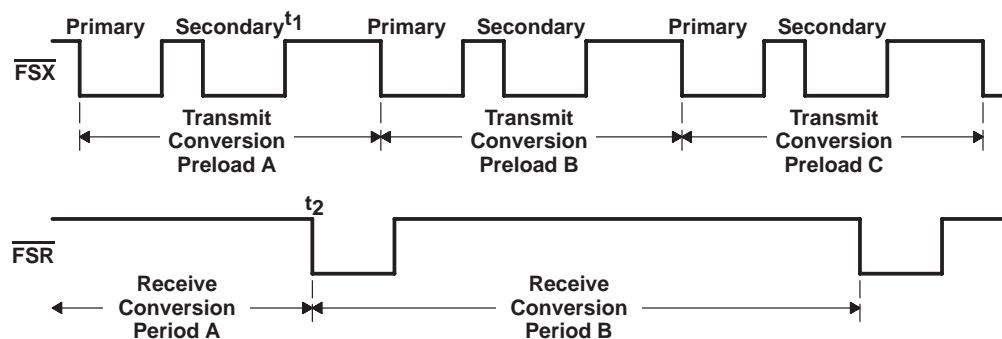 Primary Secondary t1 Primary Secondary Primary Secondary
FSX
Transmit
Conversion
Preload A
Transmit
Conversion
Preload B
Transmit
Conversion
Preload C
t2
FSR
Receive
Conversion
Period A
Receive
Conversion
Period B